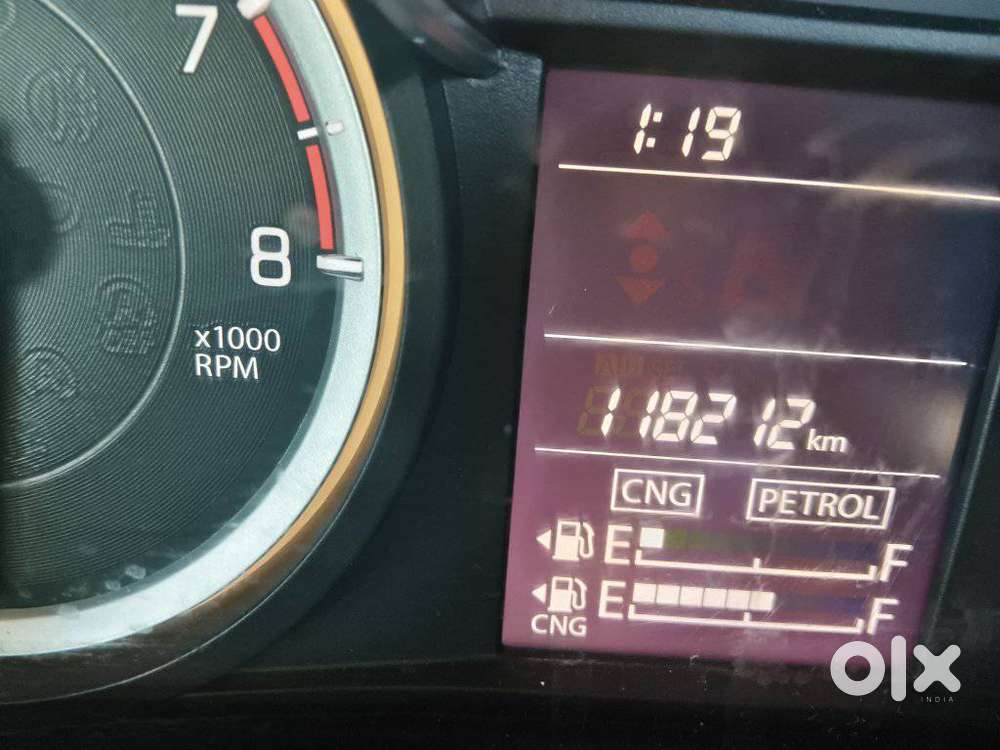 7
8
x1000
RPM
1:19
118212 km
CNG PETROL
E F
E F
CNG
olx
INDIA